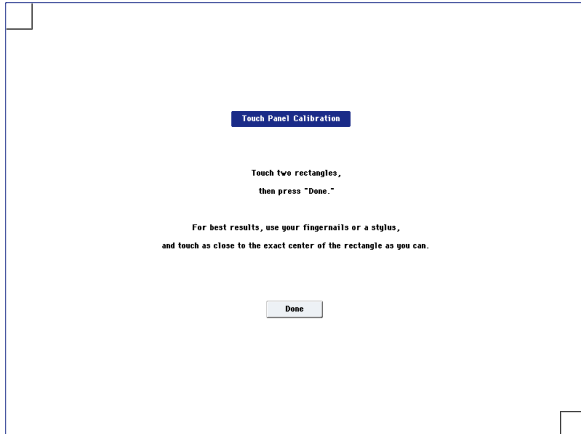 Touch Panel Calibration
Touch two rectangles,
then press "Done."
For best results, use your fingernails or a stylus,
and touch as close to the exact center of the rectangle as you can.
Done